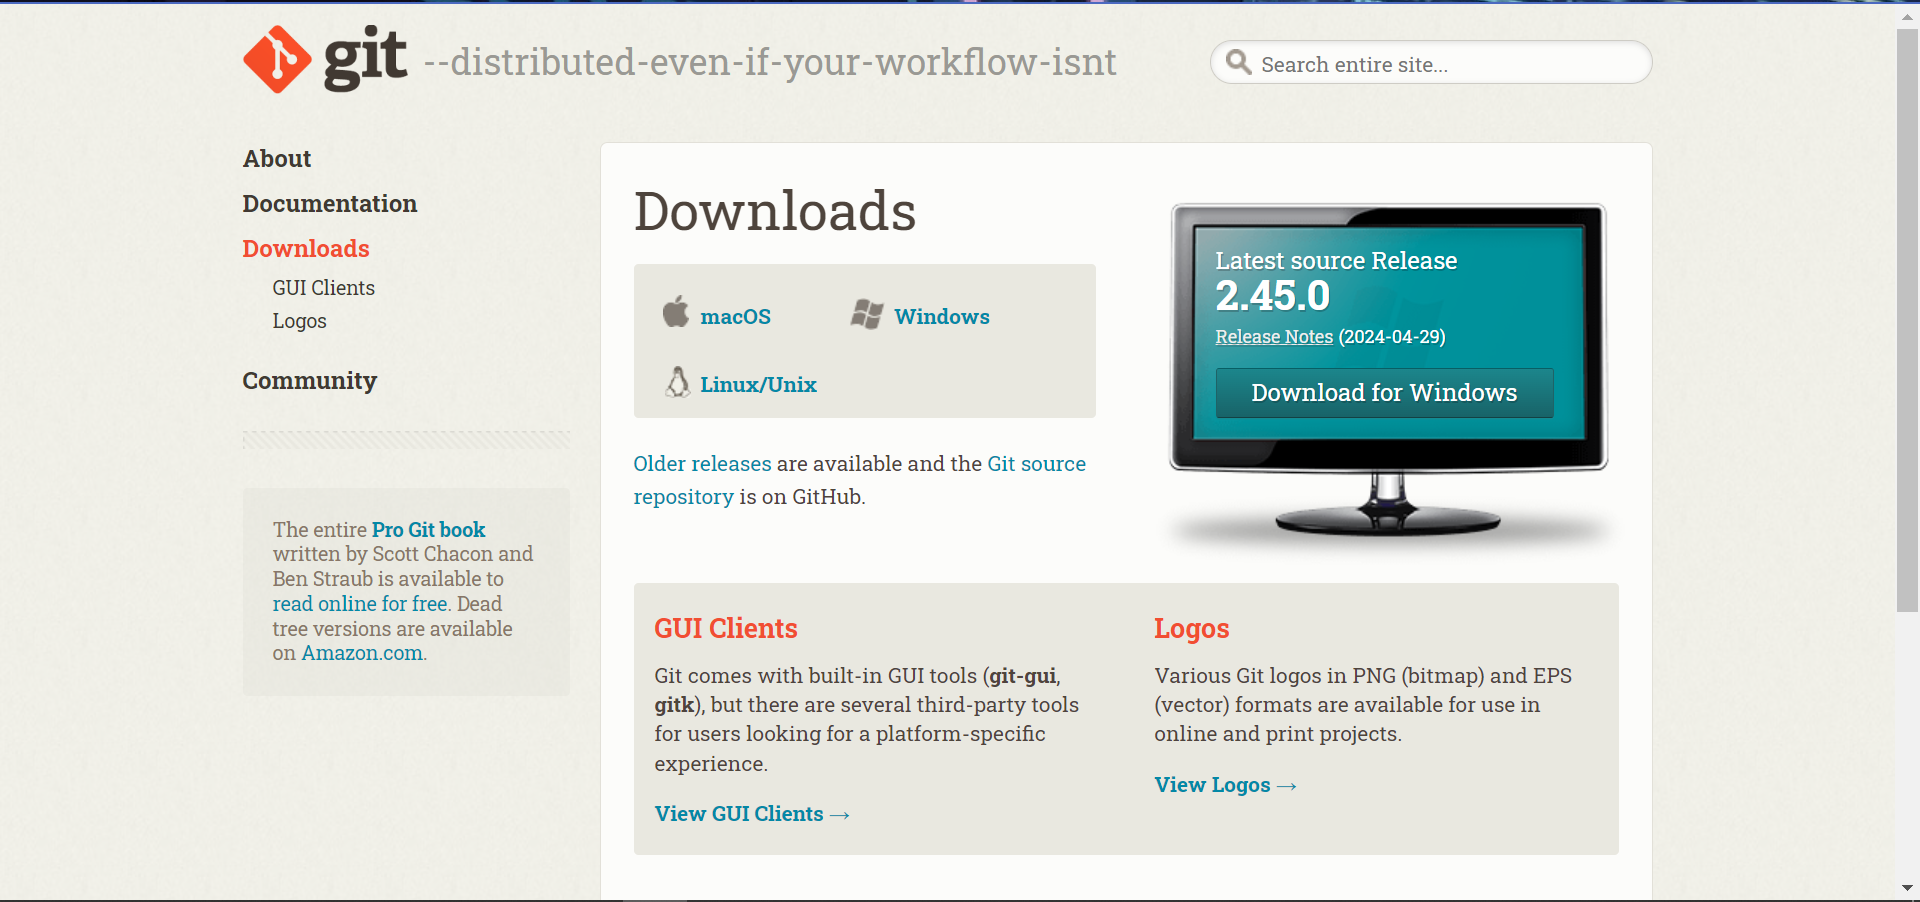 git --distributed-even-if-your-workflow-isnt
Search entire site...
About
Documentation
Downloads
GUI Clients
Logos
Community
The entire Pro Git book
written by Scott Chacon and
Ben Straub is available to
read online for free. Dead
tree versions are available
on Amazon.com.
Downloads
macOS
Windows
Linux/Unix
Older releases are available and the Git source
repository is on GitHub.
Latest source Release
2.45.0
Release Notes (2024-04-29)
Download for Windows
GUI Clients
Git comes with built-in GUI tools (git-gui,
gitk), but there are several third-party tools
for users looking for a platform-specific
experience.
View GUI Clients →
Logos
Various Git logos in PNG (bitmap) and EPS
(vector) formats are available for use in
online and print projects.
View Logos →